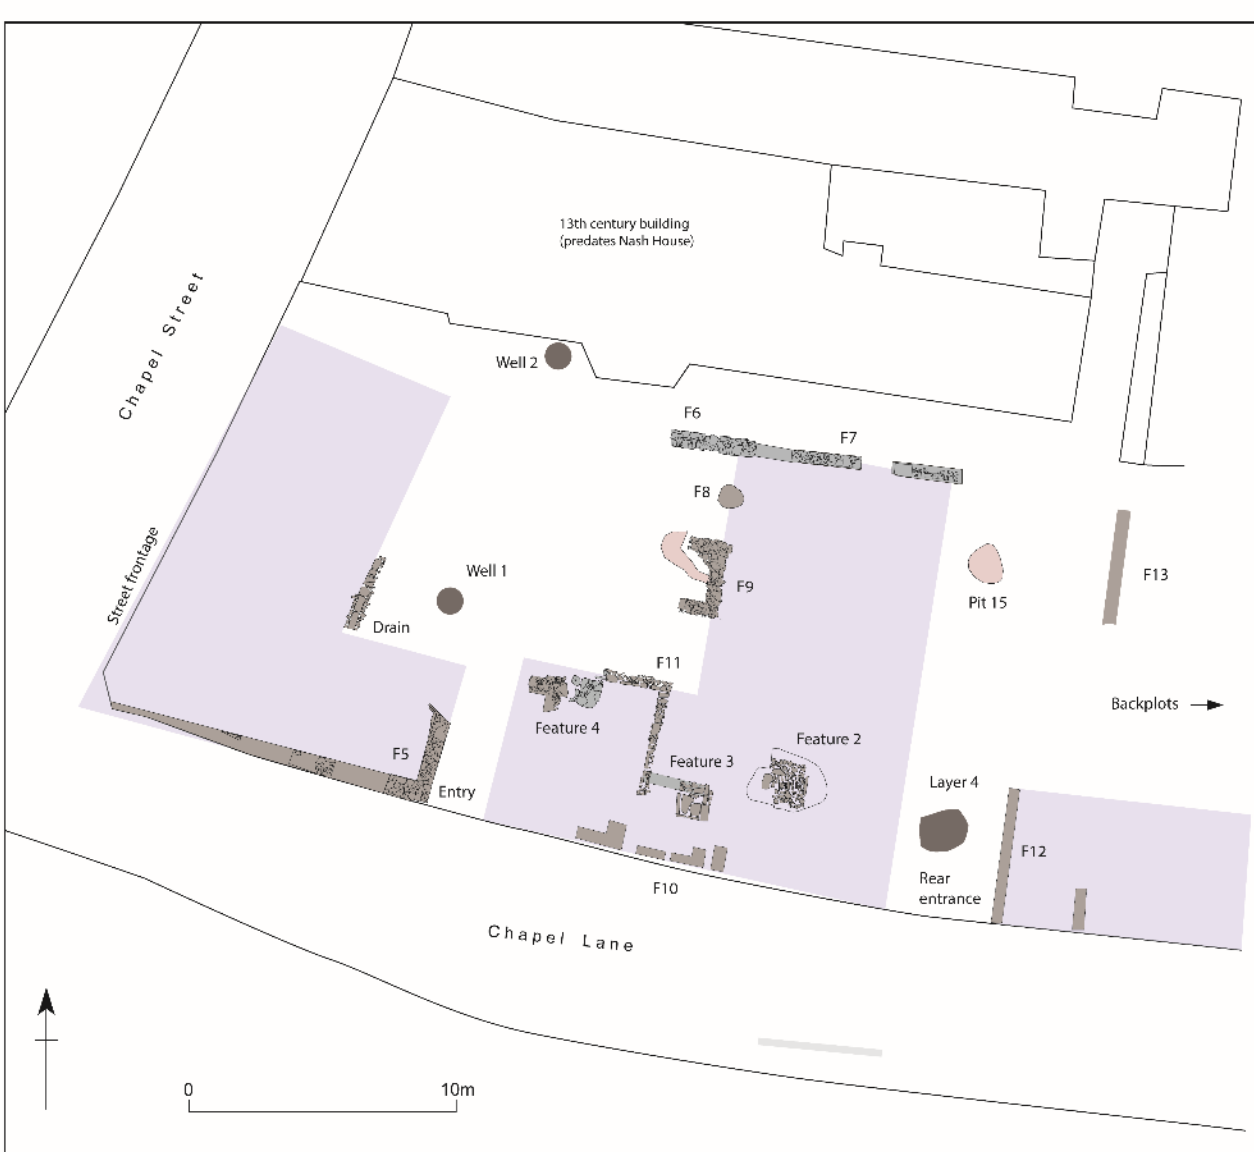 13th century building
(predates Nash House)
Chapel Street
Well 2
F6
F7
F8
Street frontage
Well 1
F9
Pit 15
F13
Drain
F11
Feature 4
Backplots
Feature 2
F5
Feature 3
Entry
Layer 4
F12
F10
Rear
entrance
Chapel Lane
0
10m